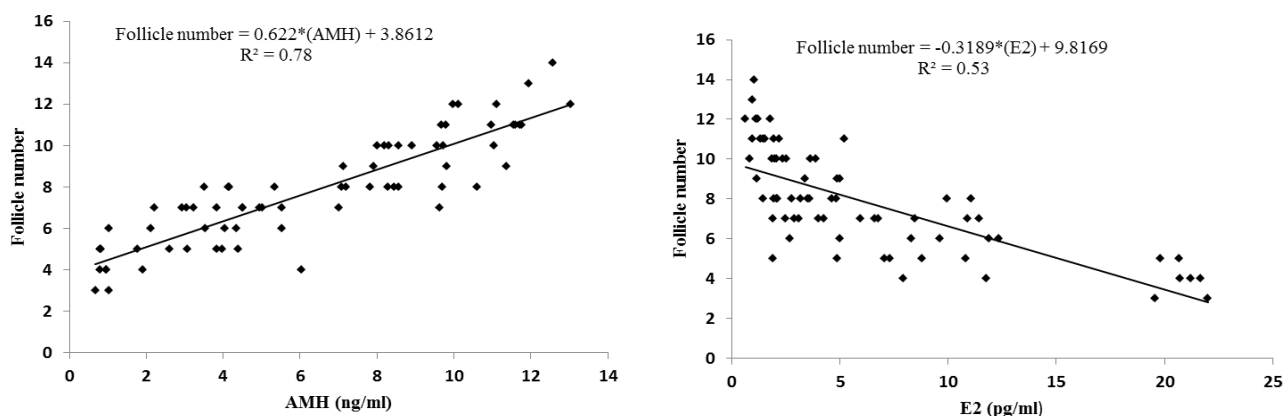 Follicle number = 0.622*(AMH) + 3.8612
R² = 0.78
Follicle number
16
14
12
10
8
6
4
2
0
0 2 4 6 8 10 12 14
AMH (ng/ml)
Follicle number = -0.3189*(E2) + 9.8169
R² = 0.53
Follicle number
16
14
12
10
8
6
4
2
0
0 5 10 15 20 25
E2 (pg/ml)